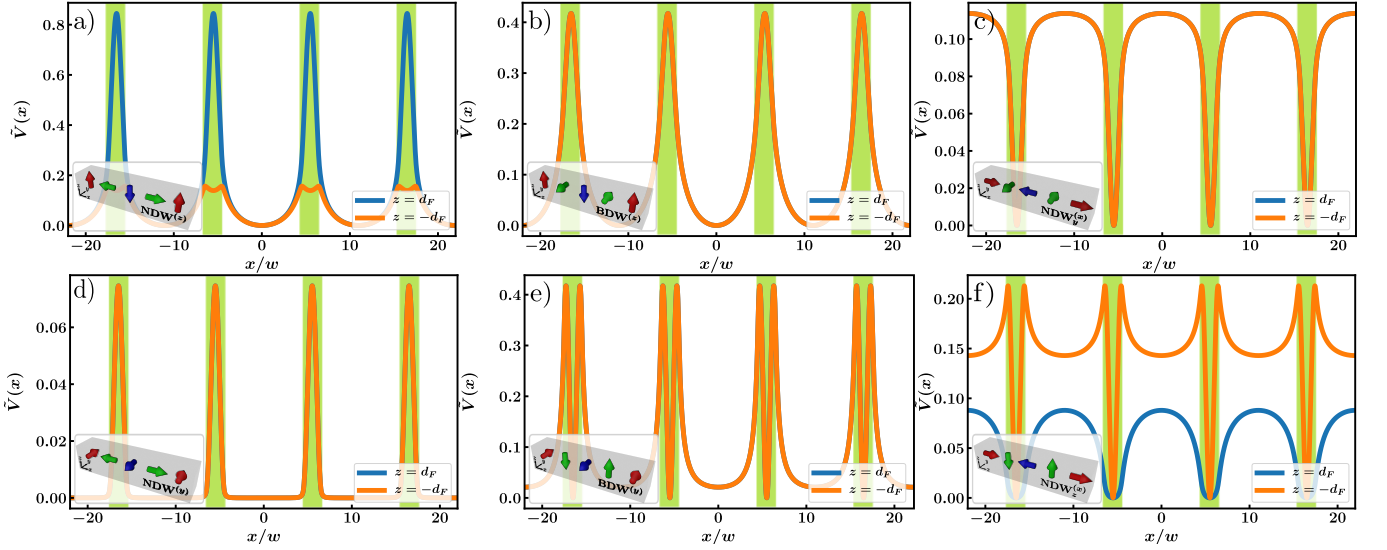 a)
0.8
0.6
0.4
0.2
0.0
Ṽ(x)
NDW(z)
z = d_F
z = −d_F
−20
−10
0
10
20
x/w
b)
0.4
0.3
0.2
0.1
0.0
Ṽ(x)
BDW(z)
z = d_F
z = −d_F
−20
−10
0
10
20
x/w
c)
0.10
0.08
0.06
0.04
0.02
0.00
Ṽ(x)
NDW_y^(x)
z = d_F
z = −d_F
−20
−10
0
10
20
x/w
d)
0.06
0.04
0.02
0.00
Ṽ(x)
NDW(y)
z = d_F
z = −d_F
−20
−10
0
10
20
x/w
e)
0.4
0.3
0.2
0.1
0.0
Ṽ(x)
BDW(y)
z = d_F
z = −d_F
−20
−10
0
10
20
x/w
f)
0.20
0.15
0.10
0.05
0.00
Ṽ(x)
NDW_z^(x)
z = d_F
z = −d_F
−20
−10
0
10
20
x/w